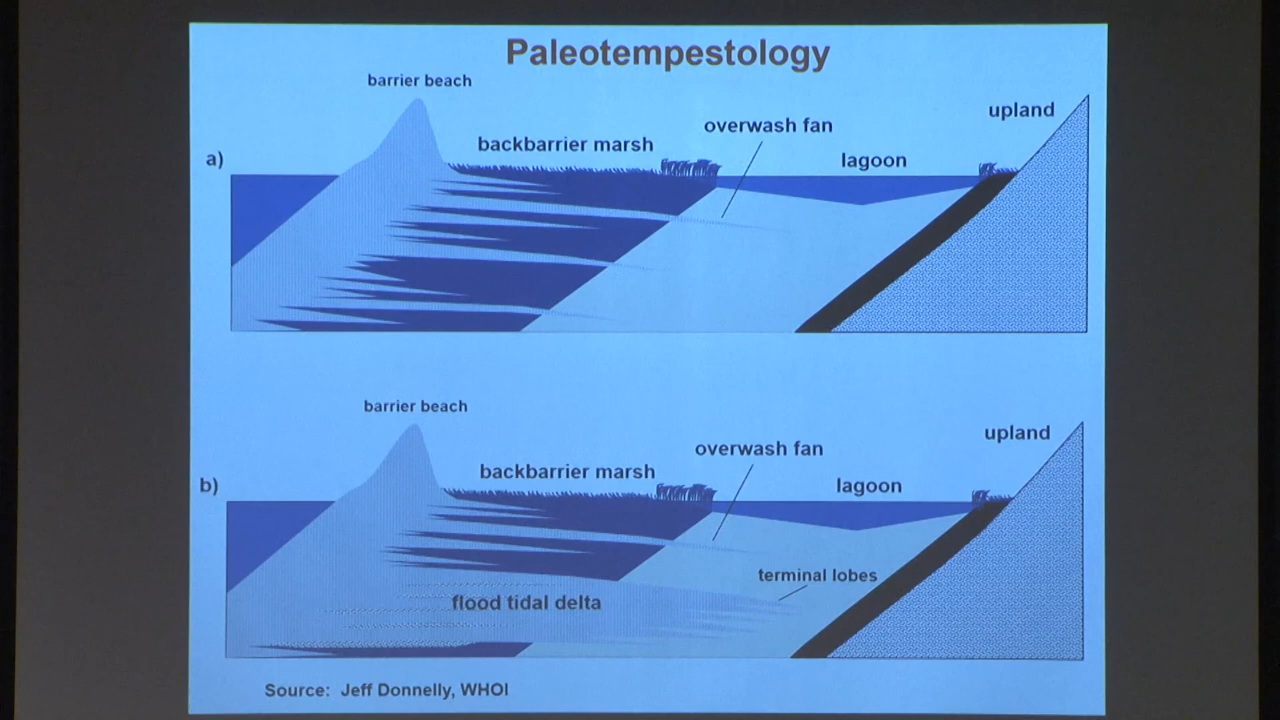 Paleotempestology
barrier beach
upland
overwash fan
backbarrier marsh
a)
lagoon
barrier beach
upland
overwash fan
backbarrier marsh
b)
lagoon
terminal lobes
flood tidal delta
Source: Jeff Donnelly, WHOI